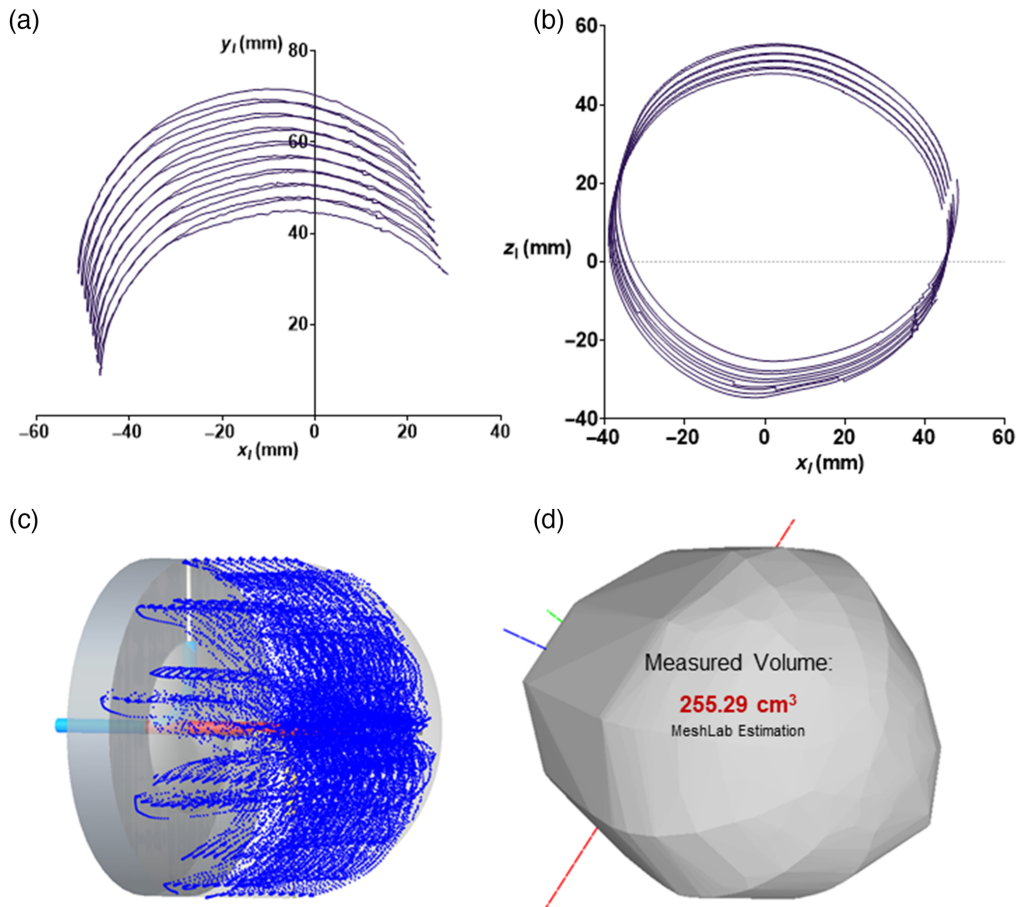 (a)
y_l (mm)
80
60
40
20
−60 −40 −20 0 20 40
x_l (mm)
(b)
60
40
20
z_l (mm) 0
−20
−40
−40 −20 0 20 40 60
x_l (mm)
(c)
(d)
Measured Volume:
255.29 cm³
MeshLab Estimation